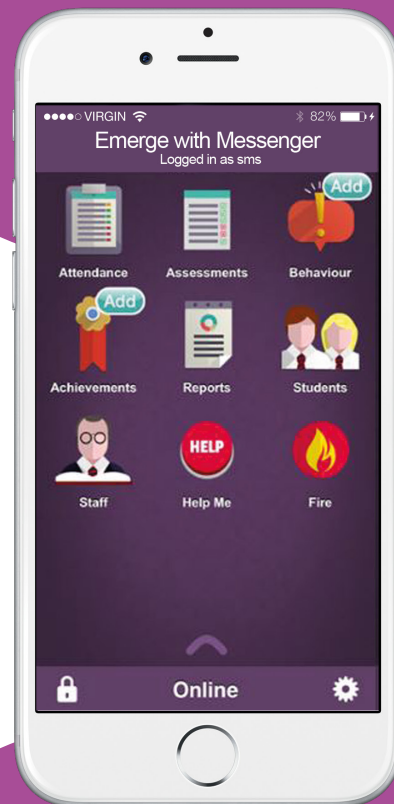 VIRGIN 82%
Emerge with Messenger
Logged in as sms
Add
Attendance Assessments Behaviour
Add
Achievements Reports Students
HELP
Staff Help Me Fire
Online